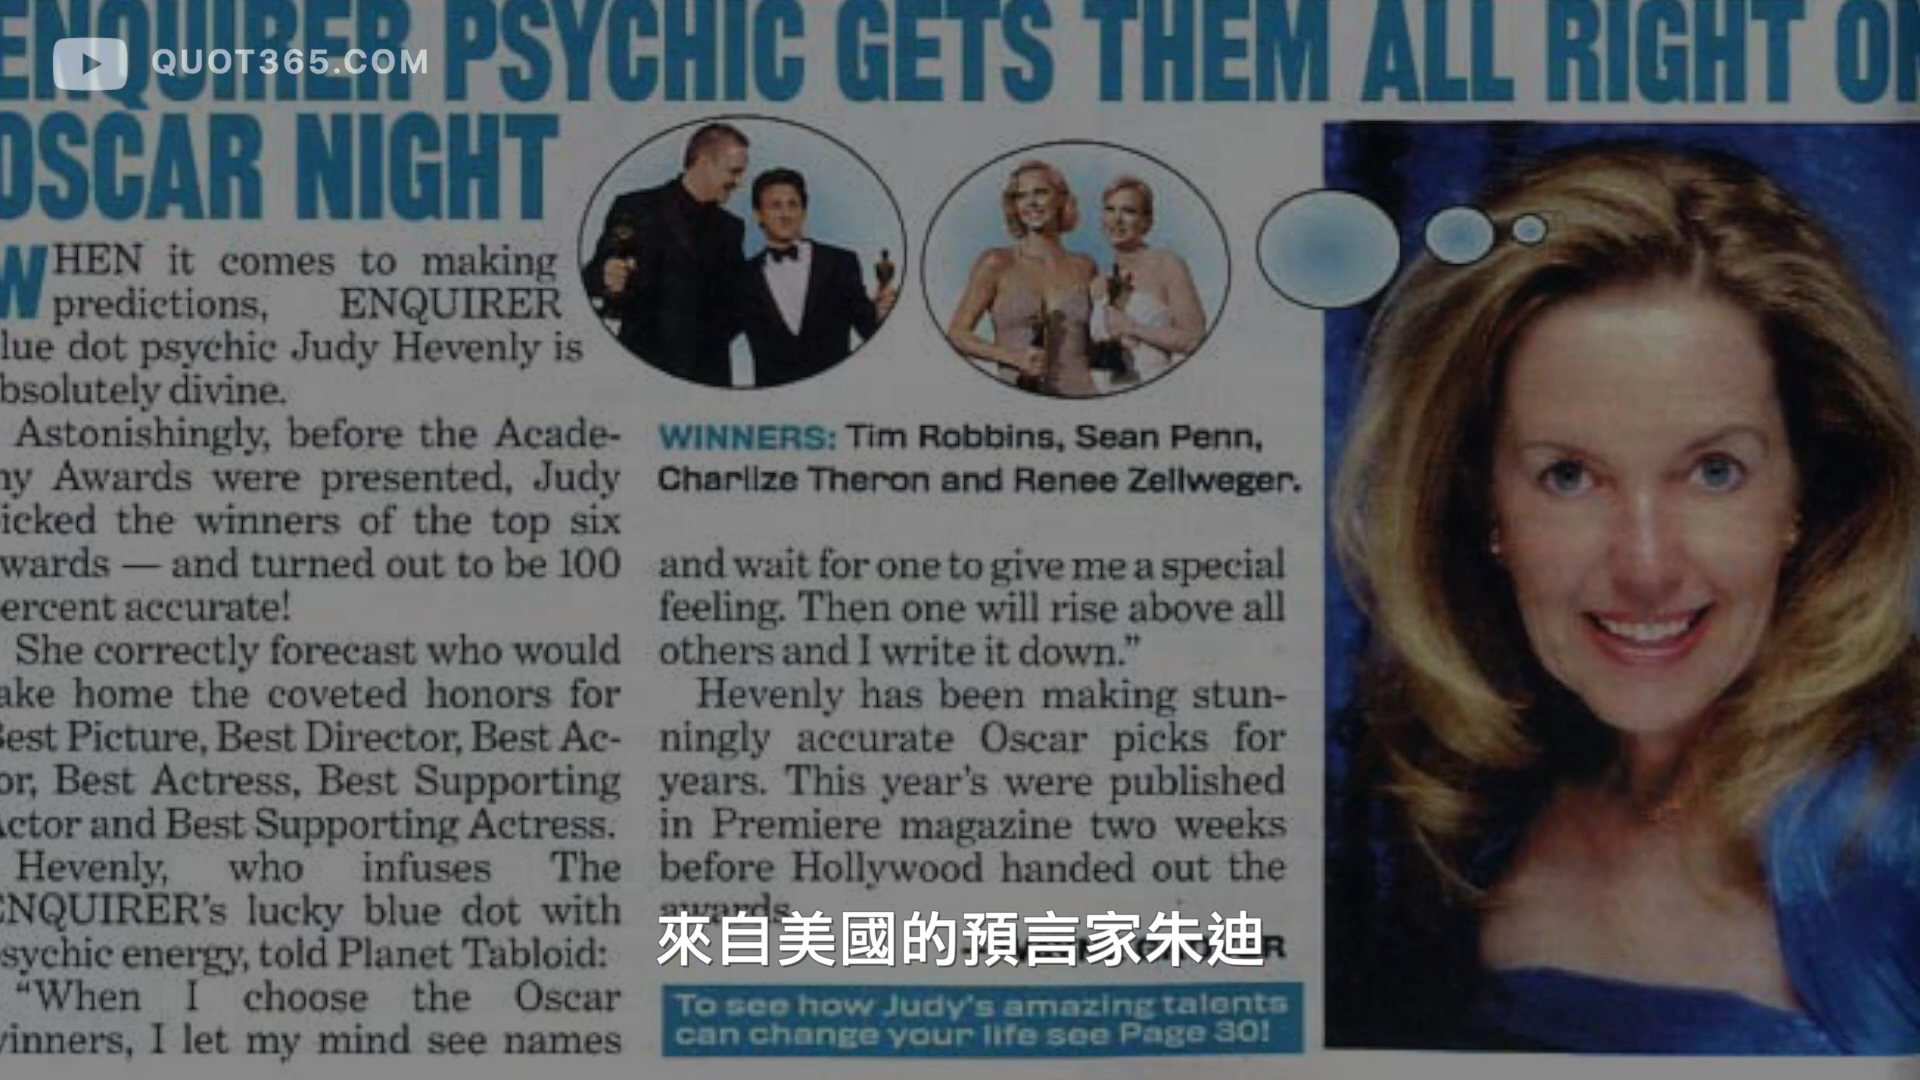 ENQUIRER PSYCHIC GETS THEM ALL RIGHT
OSCAR NIGHT
QUOT365.COM
WHEN it comes to making
predictions, ENQUIRER
lue dot psychic Judy Hevenly is
bsolutely divine.
Astonishingly, before the Acade-
my Awards were presented, Judy
icked the winners of the top six
wards — and turned out to be 100
ercent accurate!
She correctly forecast who would
ake home the coveted honors for
Best Picture, Best Director, Best Ac-
or, Best Actress, Best Supporting
Actor and Best Supporting Actress.
Hevenly, who infuses The
ENQUIRER's lucky blue dot with
sychic energy, told Planet Tabloid:
"When I choose the Oscar
winners, I let my mind see names
WINNERS: Tim Robbins, Sean Penn,
Charlize Theron and Renee Zellweger.
and wait for one to give me a special
feeling. Then one will rise above all
others and I write it down."
Hevenly has been making stun-
ningly accurate Oscar picks for
years. This year's were published
in Premiere magazine two weeks
before Hollywood handed out the
awards.
來自美國的預言家朱迪
To see how Judy's amazing talents
can change your life see Page 30!